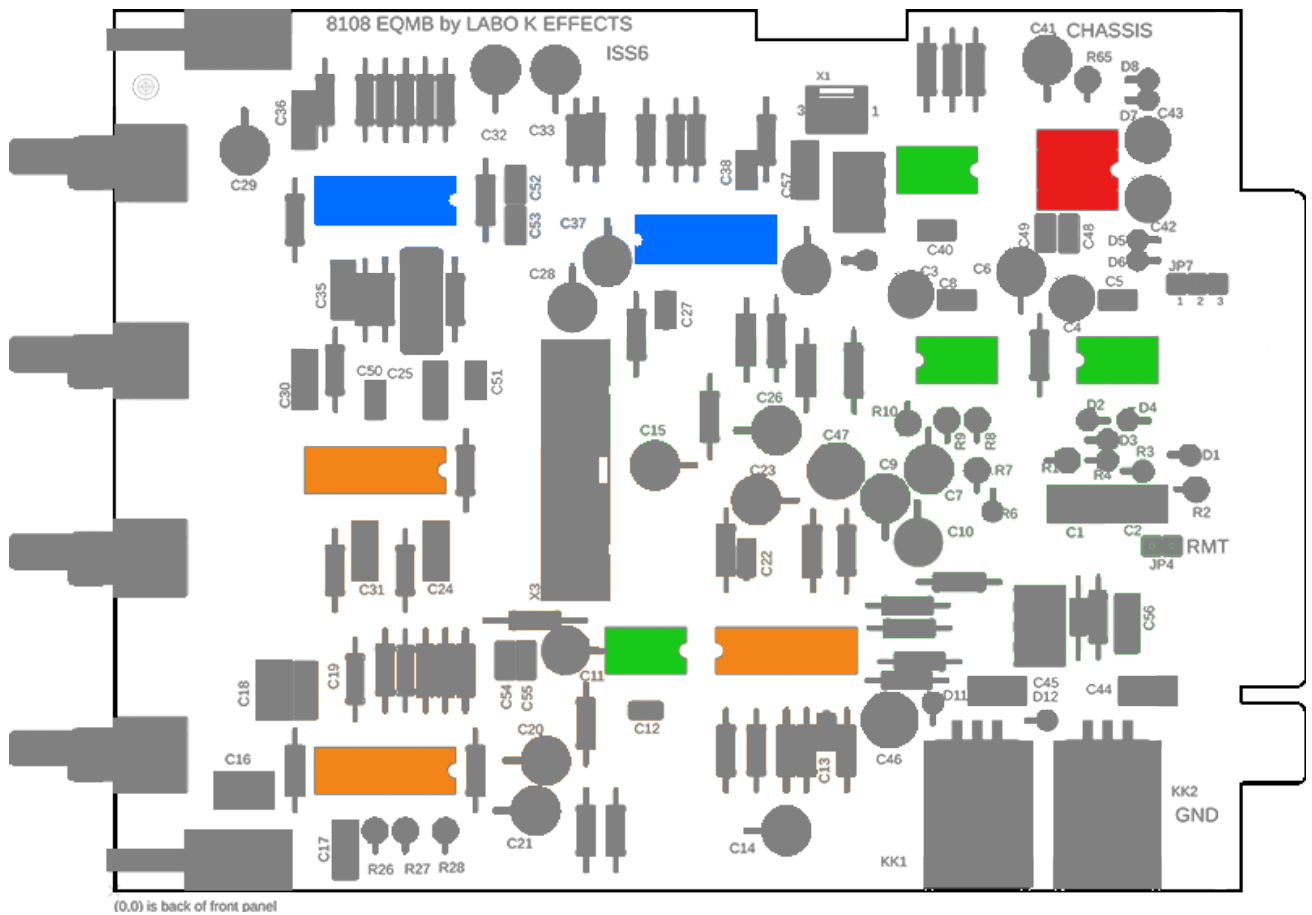 8108 EQMB by LABO K EFFECTS
ISS6
C41
CHASSIS
R65
D8
X1
3
1
D7
C43
C36
C32
C33
C29
C38
C57
C52
C53
C37
C40
C49
C48
C42
D5
D6
JP7
1 2 3
C28
C3
C8
C6
C5
C4
C35
C27
C30
C50
C25
C51
C26
C15
C47
C23
R10
R9
R8
C9
C7
R7
R6
C10
D2
D4
D3
R1
R4
R3
D1
R2
C1
C2
RMT
JP4
C31
C24
X3
C22
C56
C18
C19
C54
C55
C11
C12
C45
D12
C44
D11
C20
C16
C46
C13
C21
C17
R26
R27
R28
C14
KK1
KK2
GND
(0,0) is back of front panel